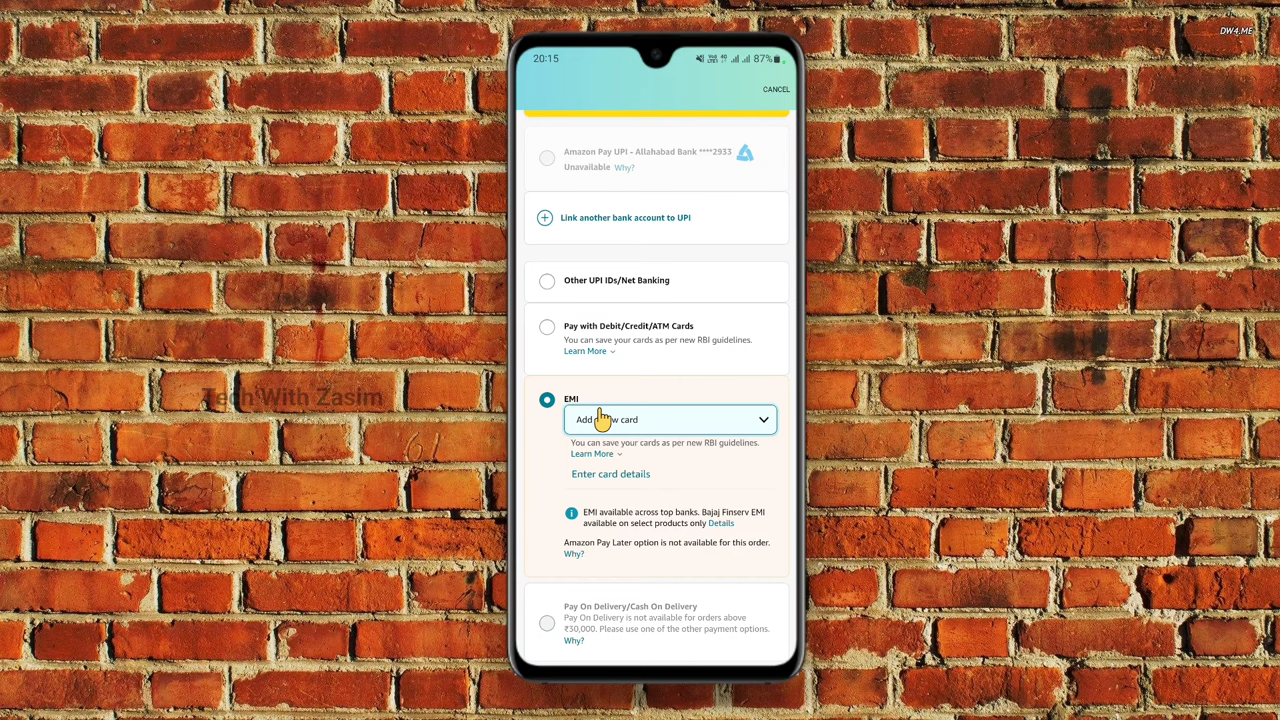 DW4.ME
20:15
87%
CANCEL
Amazon Pay UPI - Allahabad Bank ****2933
Unavailable Why?
Link another bank account to UPI
Other UPI IDs/Net Banking
Pay with Debit/Credit/ATM Cards
You can save your cards as per new RBI guidelines.
Learn More
Tech With Zasim
EMI
Add w card
You can save your cards as per new RBI guidelines.
Learn More
Enter card details
EMI available across top banks. Bajaj Finserv EMI
available on select products only Details
Amazon Pay Later option is not available for this order.
Why?
Pay On Delivery/Cash On Delivery
Pay On Delivery is not available for orders above
₹30,000. Please use one of the other payment options.
Why?